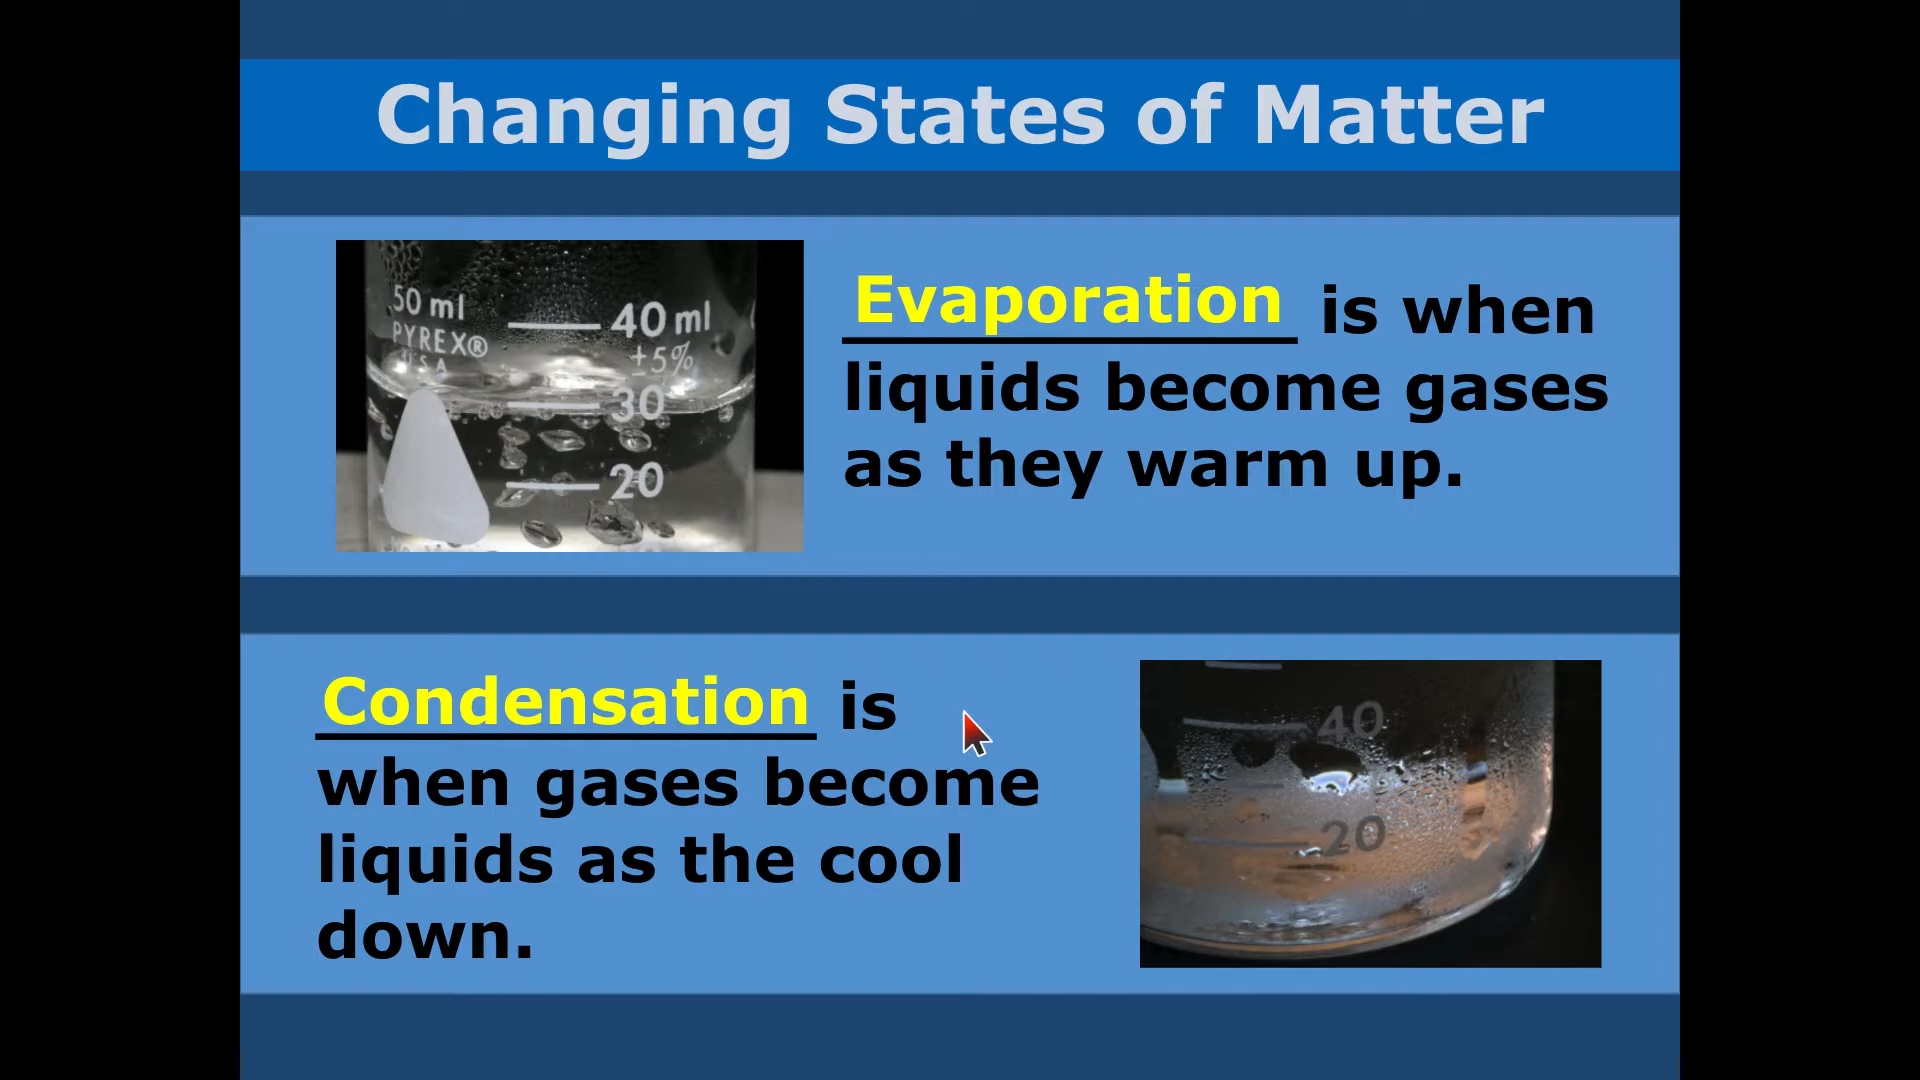 Changing States of Matter
50 ml
PYREX®
U S A
40 ml
±5%
30
20
Evaporation is when
liquids become gases
as they warm up.
Condensation is
when gases become
liquids as the cool
down.
40
20